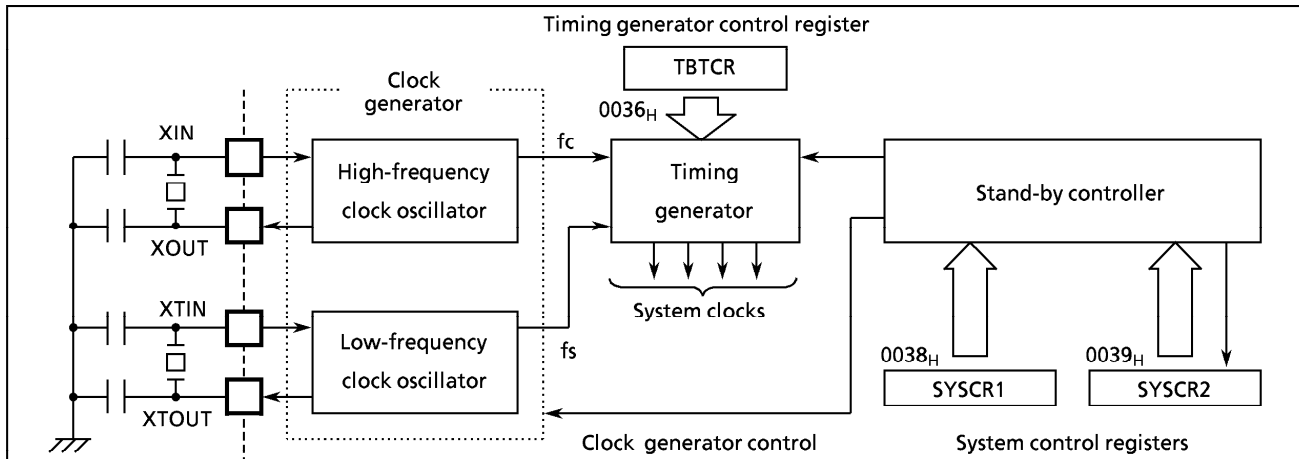 Timing generator control register
TBTCR
0036H
Clock
generator
XIN
High-frequency
clock oscillator
fc
Timing
generator
Stand-by controller
XOUT
System clocks
XTIN
Low-frequency
clock oscillator
fs
0038H
SYSCR1
0039H
SYSCR2
XTOUT
Clock generator control
System control registers